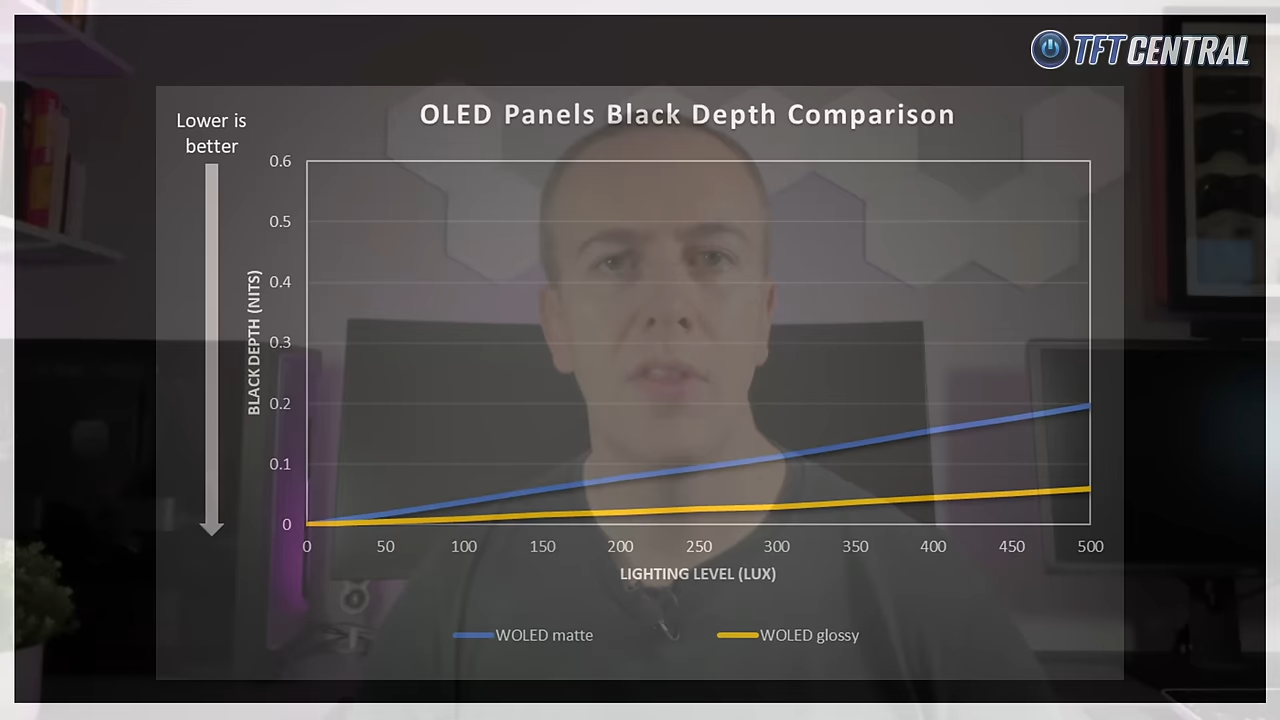 TFTCENTRAL
OLED Panels Black Depth Comparison
Lower is
better
BLACK DEPTH (NITS)
0.6
0.5
0.4
0.3
0.2
0.1
0
0 50 100 150 200 250 300 350 400 450 500
LIGHTING LEVEL (LUX)
WOLED matte WOLED glossy